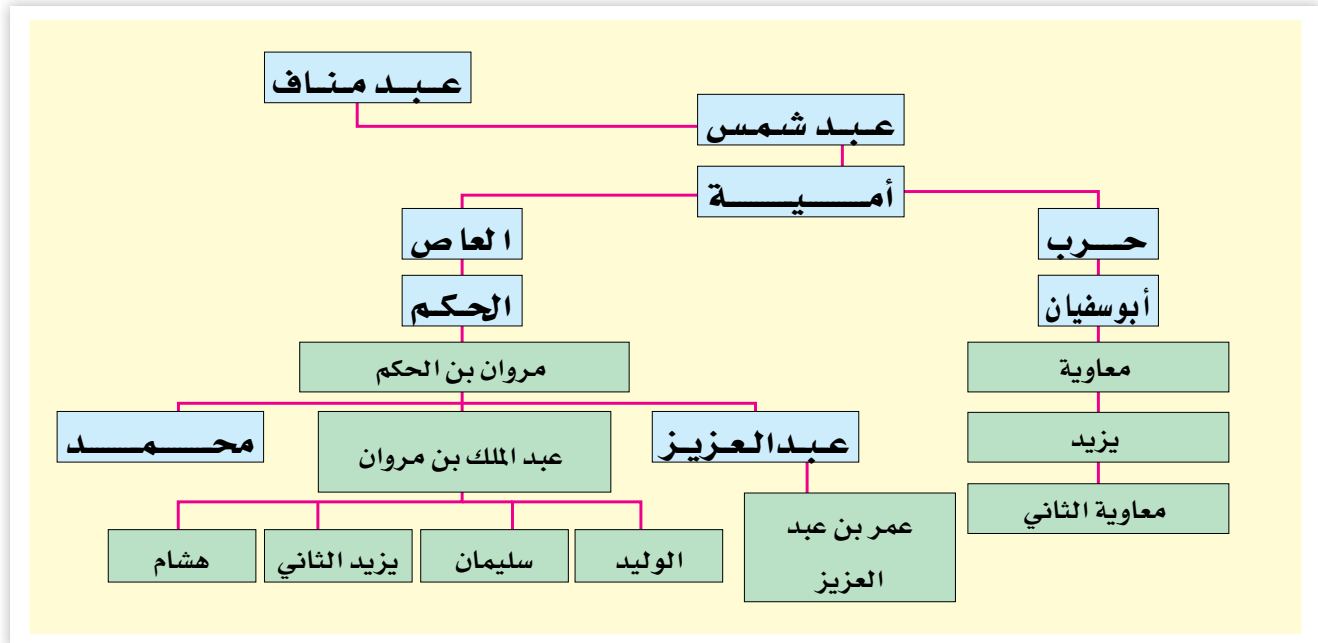 عبد مناف
عبد شمس
أمية
حرب
العاص
أبوسفيان
الحكم
معاوية
مروان بن الحكم
يزيد
عبدالعزيز
عبد الملك بن مروان
محمد
معاوية الثاني
عمر بن عبد
العزيز
الوليد
سليمان
يزيد الثاني
هشام